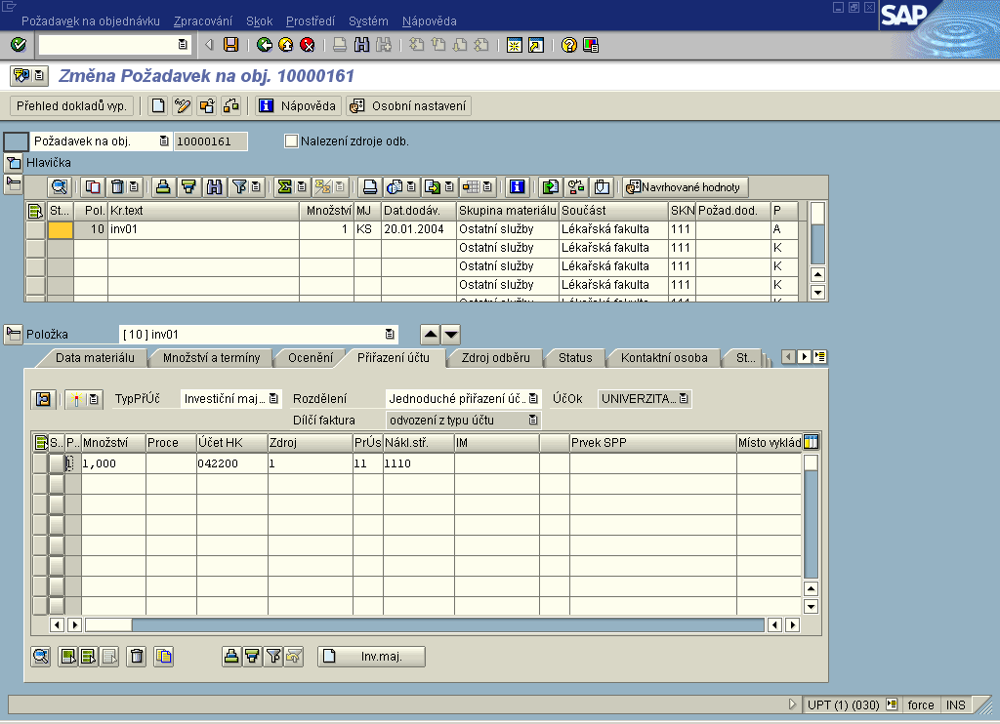 Požadavek na objednávku Zpracování Skok Prostředí Systém Nápověda
SAP
Změna Požadavek na obj. 10000161
Přehled dokladů vyp. Nápověda Osobní nastavení
Požadavek na obj. 10000161 Nalezení zdroje odb.
Hlavička
Navrhované hodnoty
St... Pol. Kr.text Množství MJ Dat.dodáv. Skupina materiálu Součást SKN Požad.dod. P
10 inv01 1 KS 20.01.2004 Ostatní služby Lékařská fakulta 111 A
Ostatní služby Lékařská fakulta 111 K
Ostatní služby Lékařská fakulta 111 K
Ostatní služby Lékařská fakulta 111 K
Položka [ 10 ] inv01
Data materiálu Množství a termíny Ocenění Přiřazení účtu Zdroj odběru Status Kontaktní osoba St...
TypPřÚč Investiční maj... Rozdělení Jednoduché přiřazení úč.. ÚčOk UNIVERZITA...
Dílčí faktura odvození z typu účtu
S.. P.. Množství Proce Účet HK Zdroj PrÚs Nákl.stř. IM Prvek SPP Místo vyklád
1 1,000 042200 1 11 1110
Inv.maj.
UPT (1) (030) force INS